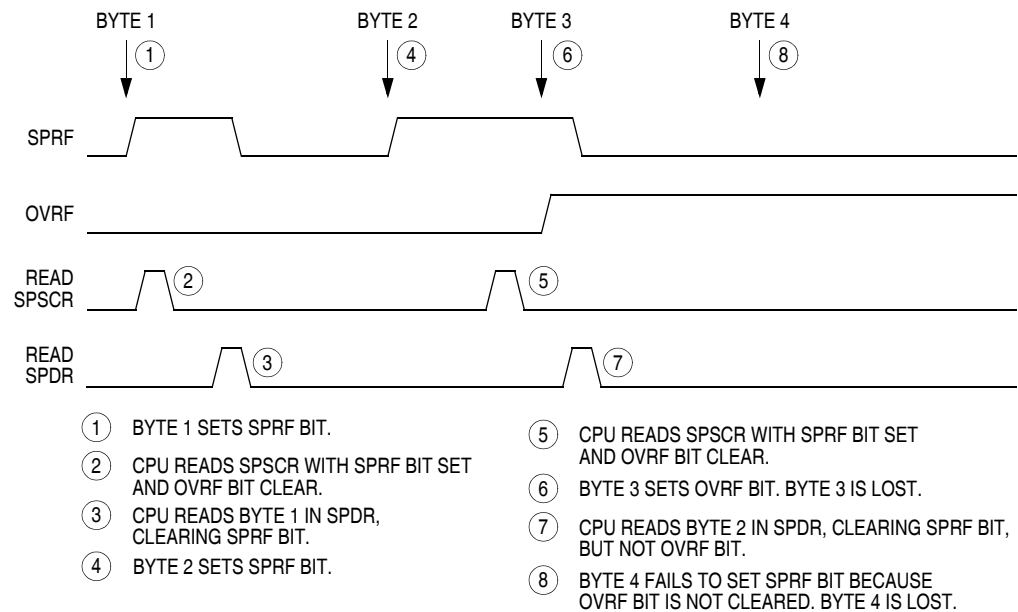 BYTE 1 BYTE 2 BYTE 3 BYTE 4
1 4 6 8
SPRF
OVRF
READ
SPSCR
2 5
READ
SPDR
3 7
1 BYTE 1 SETS SPRF BIT.
2 CPU READS SPSCR WITH SPRF BIT SET
AND OVRF BIT CLEAR.
3 CPU READS BYTE 1 IN SPDR,
CLEARING SPRF BIT.
4 BYTE 2 SETS SPRF BIT.
5 CPU READS SPSCR WITH SPRF BIT SET
AND OVRF BIT CLEAR.
6 BYTE 3 SETS OVRF BIT. BYTE 3 IS LOST.
7 CPU READS BYTE 2 IN SPDR, CLEARING SPRF BIT,
BUT NOT OVRF BIT.
8 BYTE 4 FAILS TO SET SPRF BIT BECAUSE
OVRF BIT IS NOT CLEARED. BYTE 4 IS LOST.